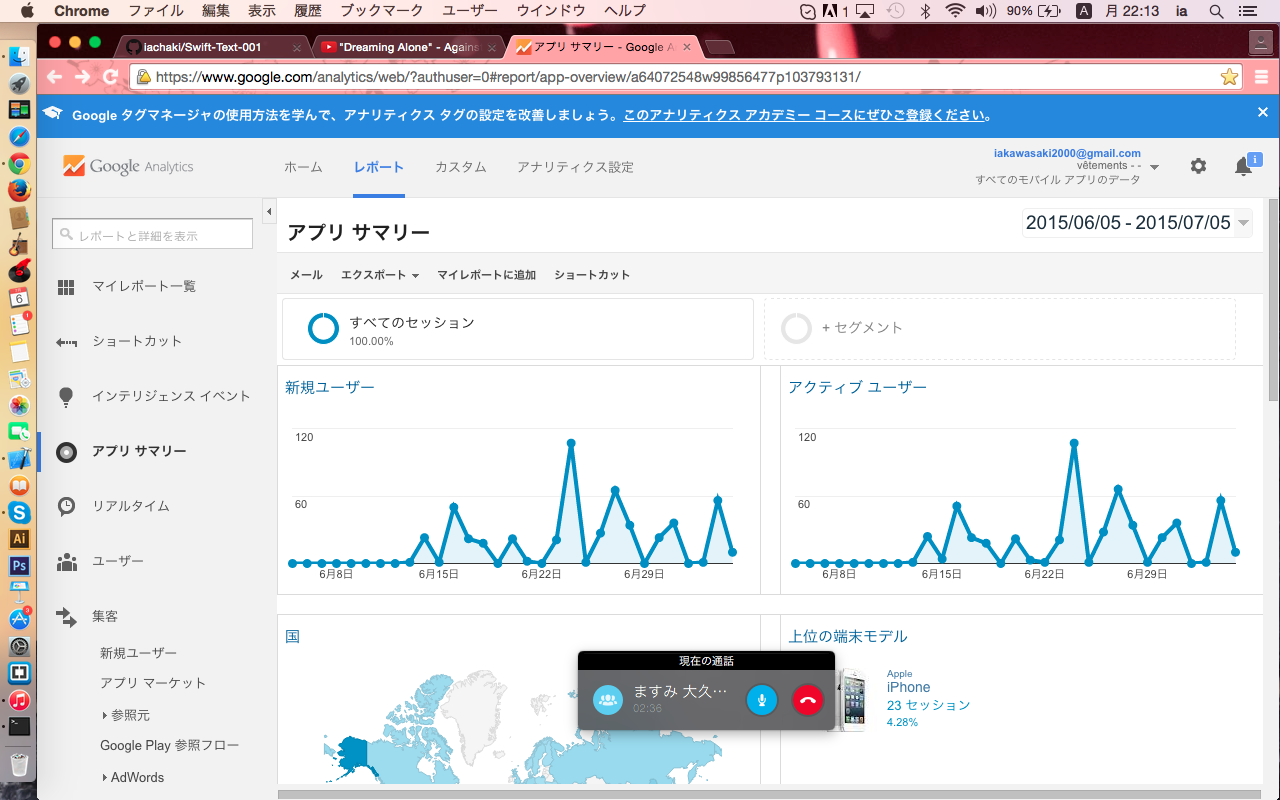 Chrome ファイル 編集 表示 履歴 ブックマーク ユーザー ウインドウ ヘルプ 1 90% A 月 22:13 ia
iachaki/Swift-Text-001 "Dreaming Alone" - Agains アプリ サマリー - Google A
https://www.google.com/analytics/web/?authuser=0#report/app-overview/a64072548w99856477p103793131/
Google タグマネージャの使用方法を学んで、アナリティクス タグの設定を改善しましょう。このアナリティクス アカデミー コースにぜひご登録ください。
Google Analytics ホーム レポート カスタム アナリティクス設定
iakawasaki2000@gmail.com
vêtements - -
すべてのモバイル アプリのデータ
i
レポートと詳細を表示
マイレポート一覧
ショートカット
インテリジェンス イベント
アプリ サマリー
リアルタイム
ユーザー
集客
新規ユーザー
アプリ マーケット
参照元
Google Play 参照フロー
AdWords
アプリ サマリー
2015/06/05 - 2015/07/05
メール エクスポート マイレポートに追加 ショートカット
すべてのセッション
100.00%
+ セグメント
新規ユーザー
120
60
6月8日 6月15日 6月22日 6月29日
アクティブ ユーザー
120
60
6月8日 6月15日 6月22日 6月29日
国
上位の端末モデル
Apple
iPhone
23 セッション
4.28%
現在の通話
ますみ 大久…
02:36
6
Ai
Ps